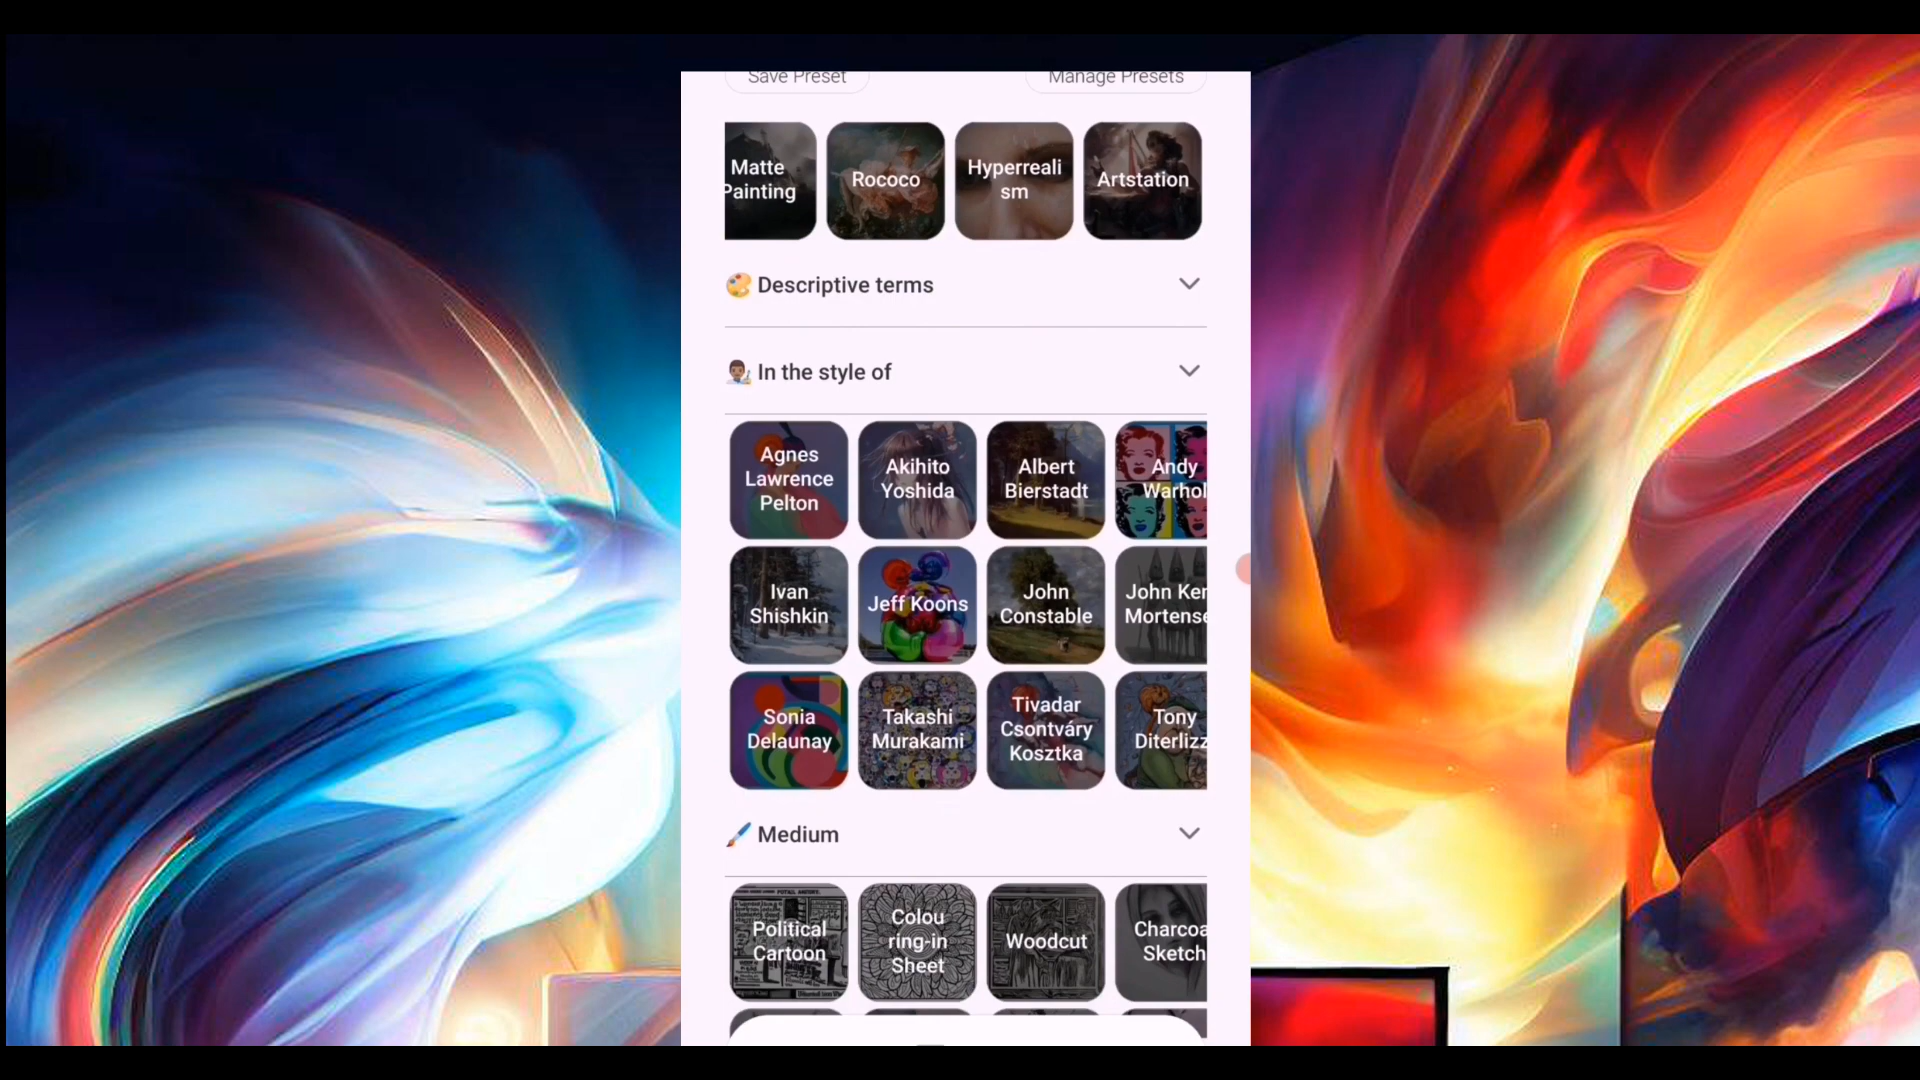 Save Preset
Manage Presets
Matte
Painting
Rococo
Hyperreali
sm
Artstation
Descriptive terms
In the style of
Agnes
Lawrence
Pelton
Akihito
Yoshida
Albert
Bierstadt
Andy
Warhol
Ivan
Shishkin
Jeff Koons
John
Constable
John Ken
Mortense
Sonia
Delaunay
Takashi
Murakami
Tivadar
Csontváry
Kosztka
Tony
Diterlizz
Medium
Political
Cartoon
Colou
ring-in
Sheet
Woodcut
Charcoa
Sketch